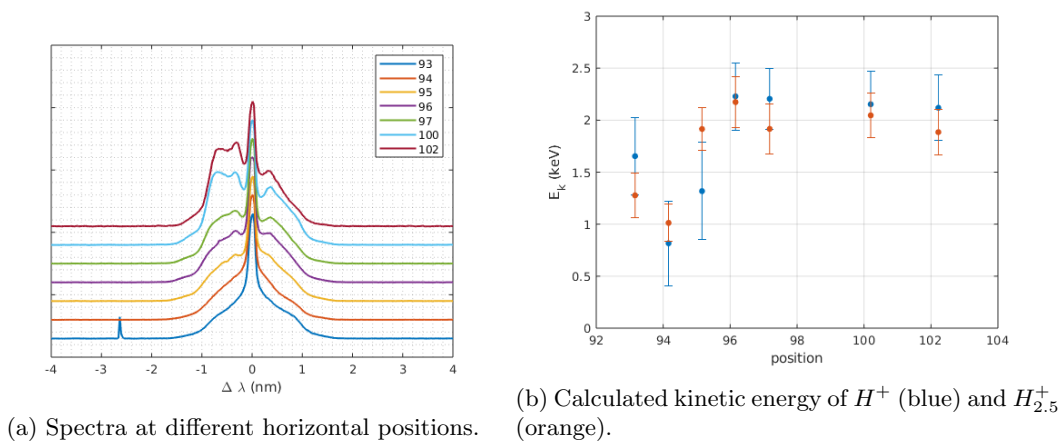 93
94
95
96
97
100
102
-4 -3 -2 -1 0 1 2 3 4
Δ λ (nm)
(a) Spectra at different horizontal positions.
3
2.5
2
1.5
1
0.5
0
E_k (keV)
92 94 96 98 100 102 104
position
(b) Calculated kinetic energy of H^+ (blue) and H^+_{2.5}
(orange).